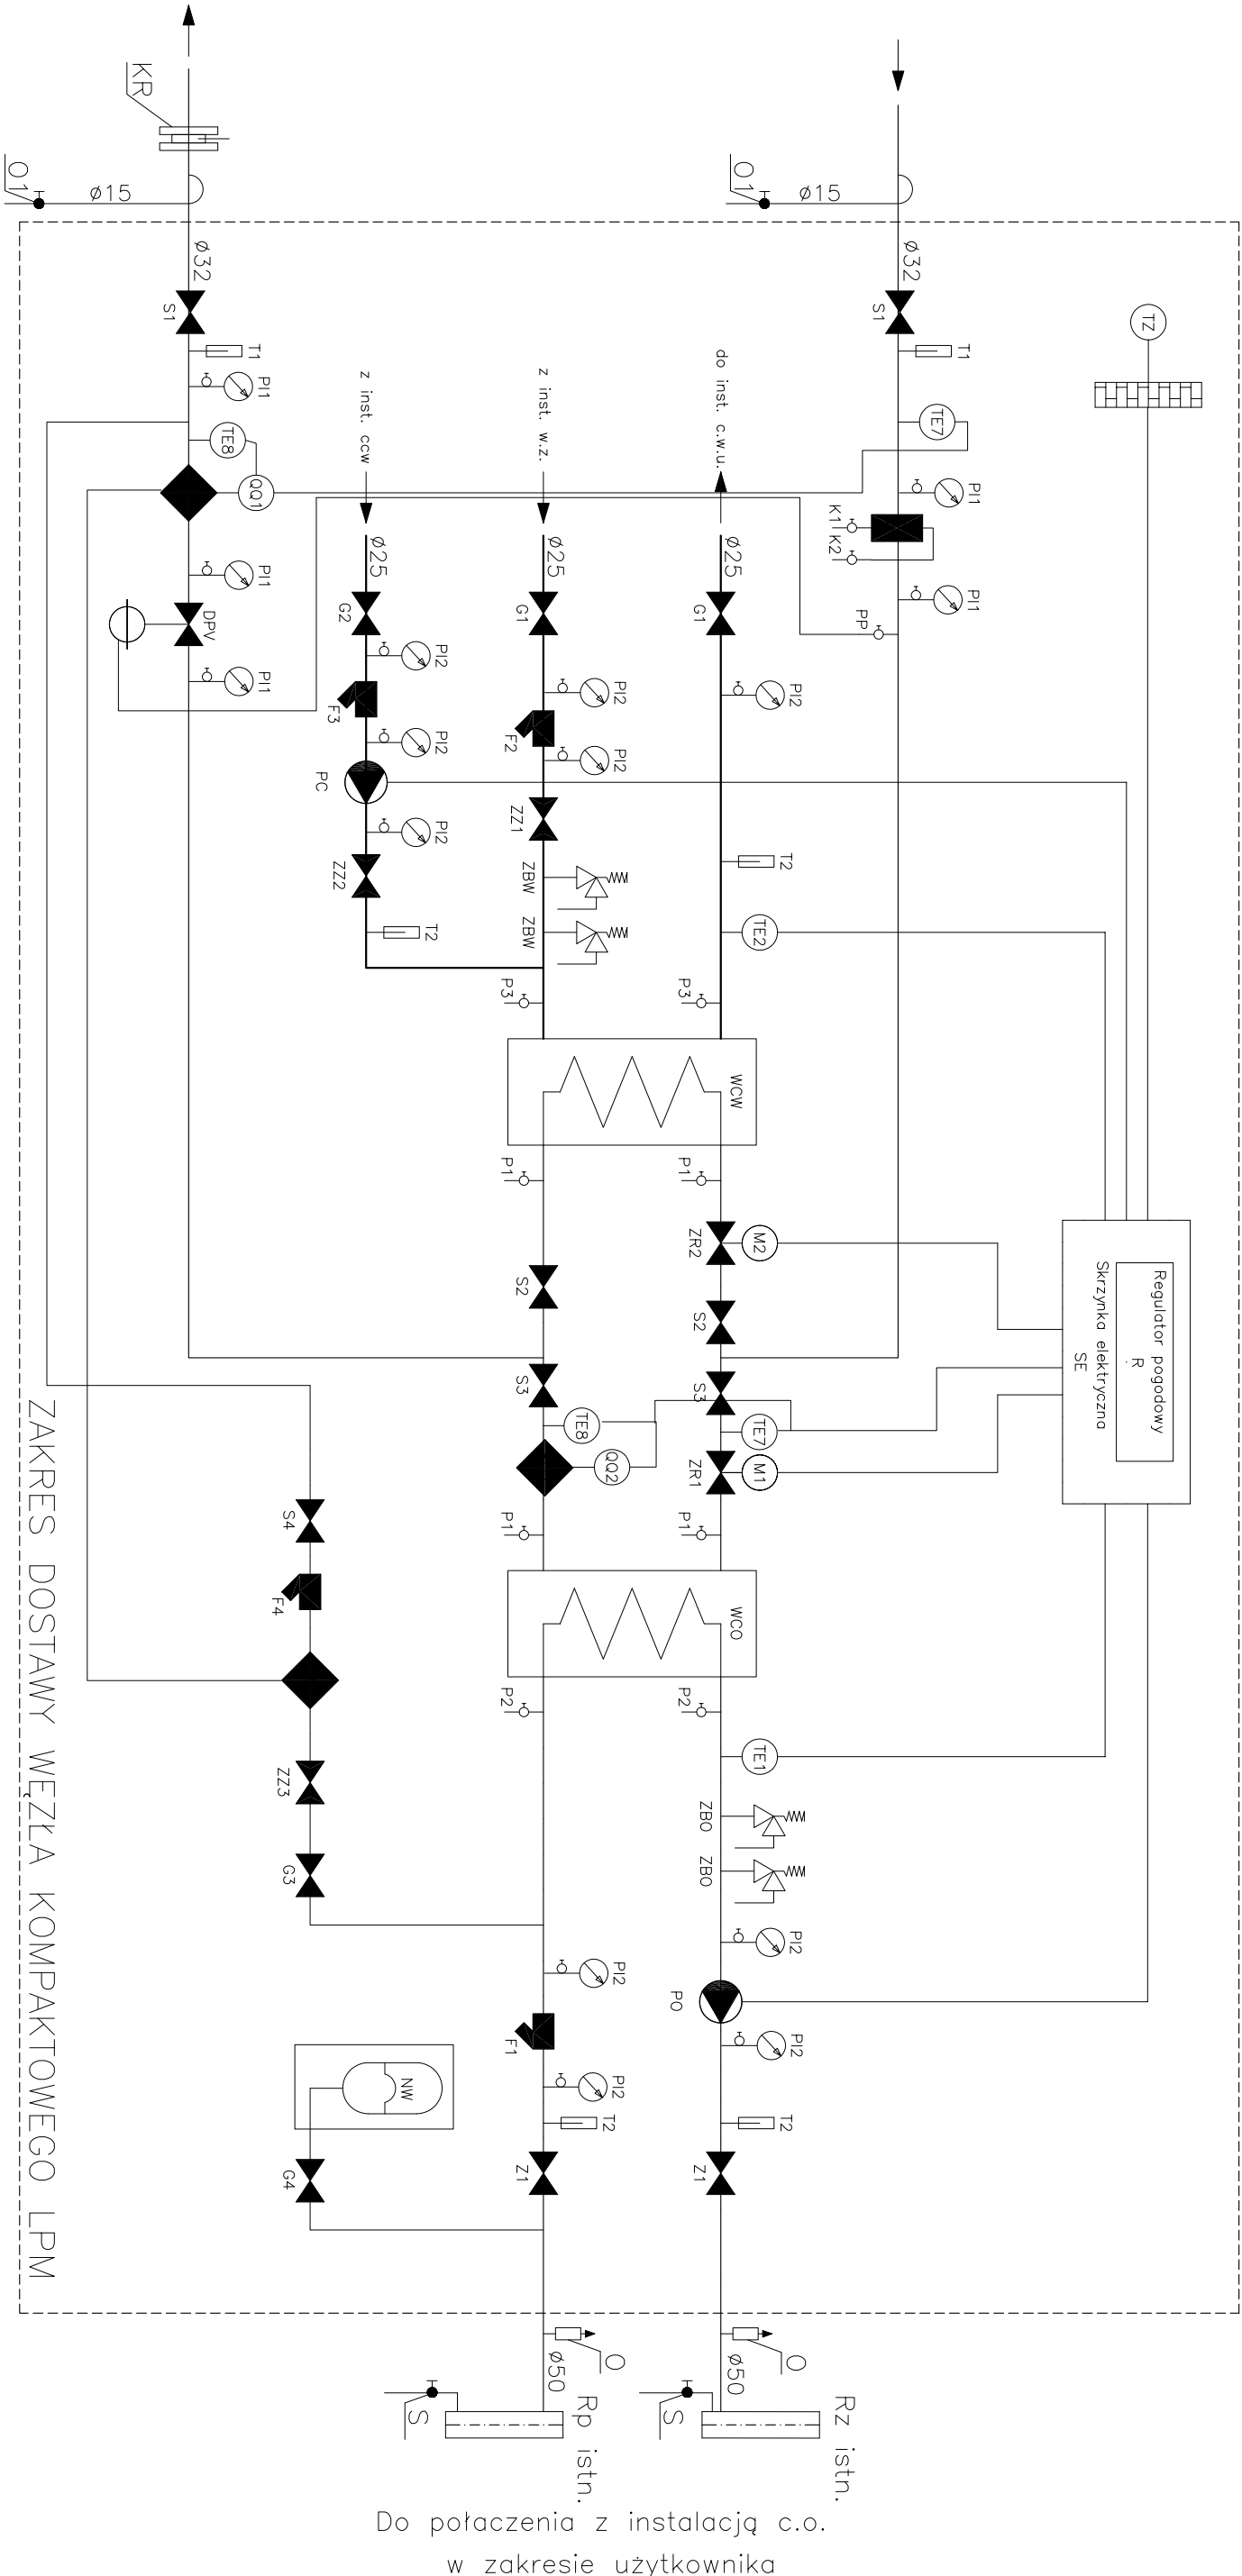 KR
O1
ø15
O1
ø15
ø32
S1
T1
PI1
TE8
QQ1
PI1
DPV
PI1
ø32
S1
T1
TE7
PI1
K1
K2
PI1
PP
TZ
z inst. ccw
z inst. w.z.
do inst. c.w.u.
ø25
ø25
ø25
G2
G1
G1
PI2
PI2
PI2
F3
F2
PI2
PI2
PC
ZZ1
PI2
ZZ2
T2
ZBW
T2
ZBW
TE2
P3
P3
WCW
P1
P1
ZR2
M2
S2
S2
Regulator pogodowy
R
Skrzynka elektryczna
SE
S3
S3
TE8
TE7
QQ2
ZR1
M1
P1
P1
S4
F4
WCO
P2
P2
TE1
ZZ3
ZBO
ZBO
G3
PI2
PI2
PO
F1
PI2
NW
PI2
T2
T2
G4
Z1
Z1
ZAKRES DOSTAWY WĘZŁA KOMPAKTOWEGO LPM
O
O
ø50
ø50
S
S
Rp istn.
Rz istn.
Do połaczenia z instalacją c.o.
w zakresie użytkownika